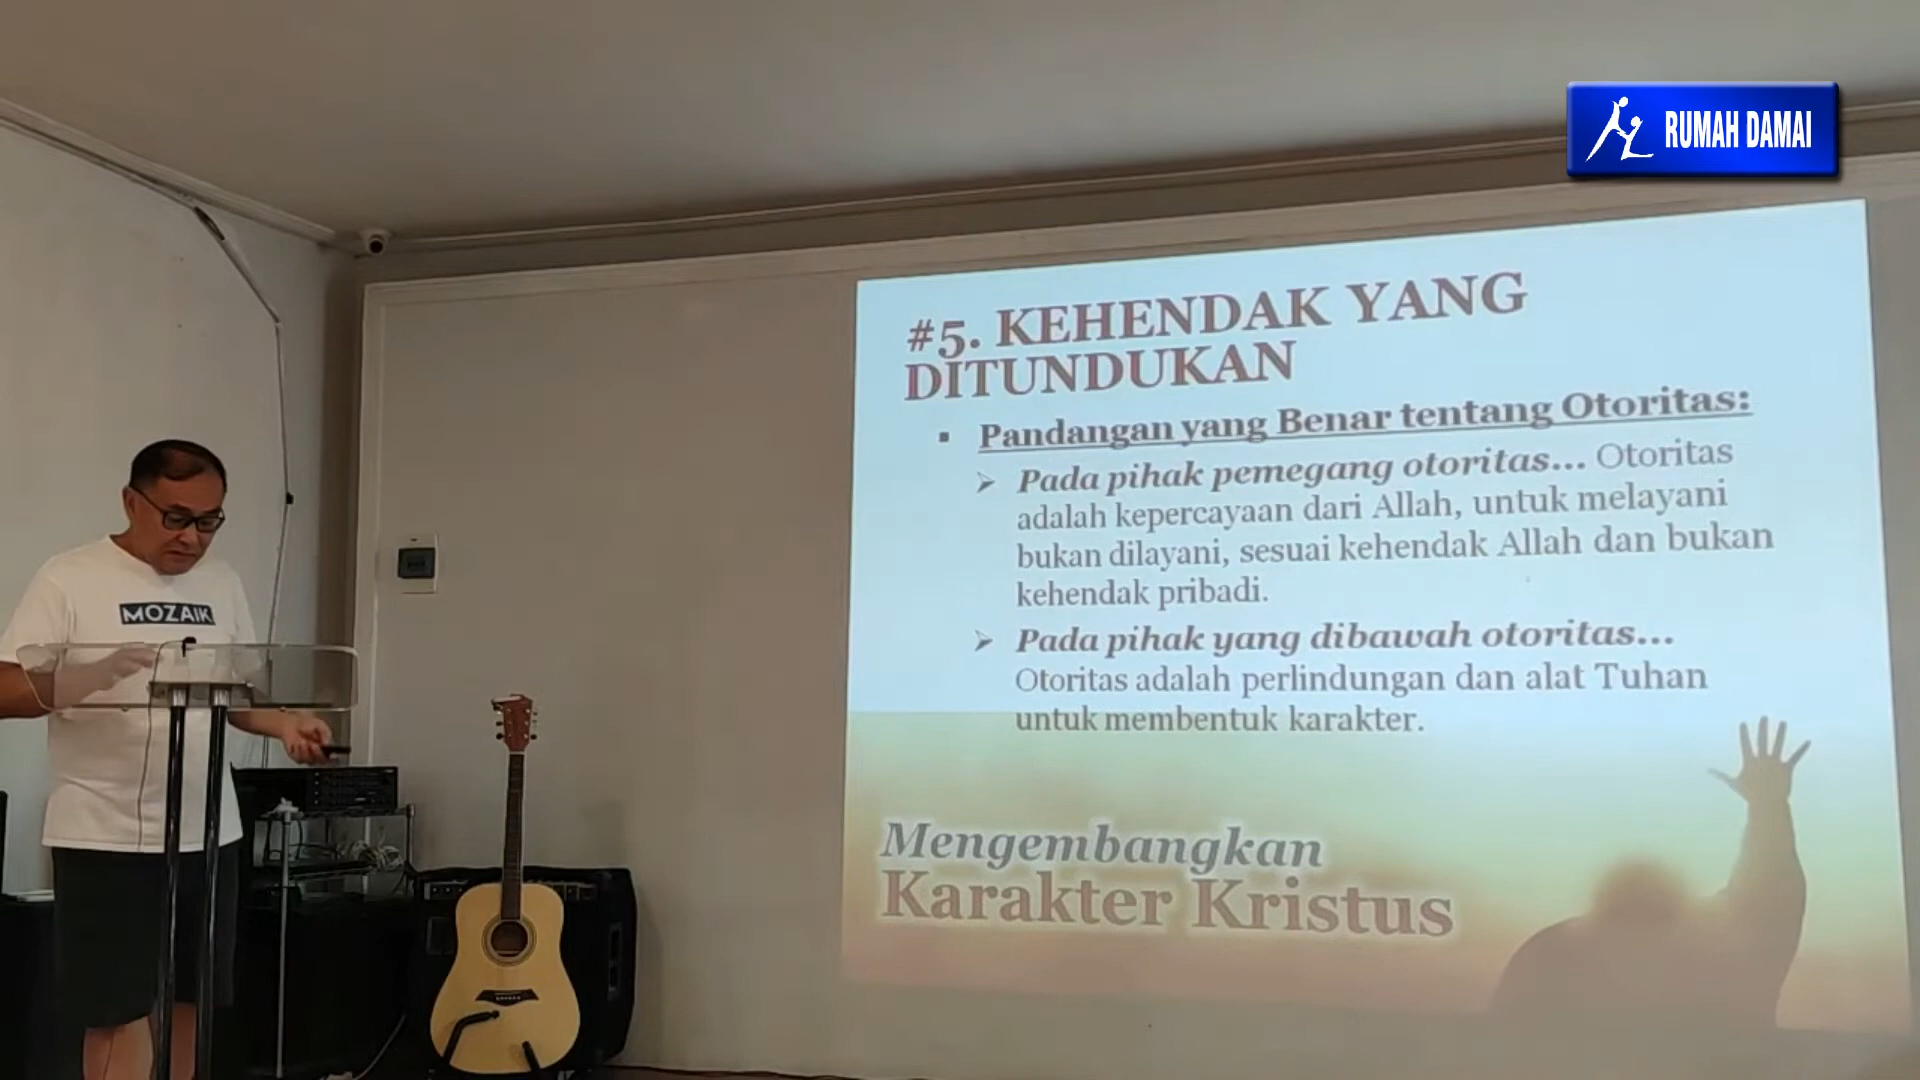 RUMAH DAMAI
#5. KEHENDAK YANG
DITUNDUKAN
Pandangan yang Benar tentang Otoritas:
Pada pihak pemegang otoritas... Otoritas
adalah kepercayaan dari Allah, untuk melayani
bukan dilayani, sesuai kehendak Allah dan bukan
kehendak pribadi.
Pada pihak yang dibawah otoritas...
Otoritas adalah perlindungan dan alat Tuhan
untuk membentuk karakter.
Mengembangkan
Karakter Kristus
MOZAIK